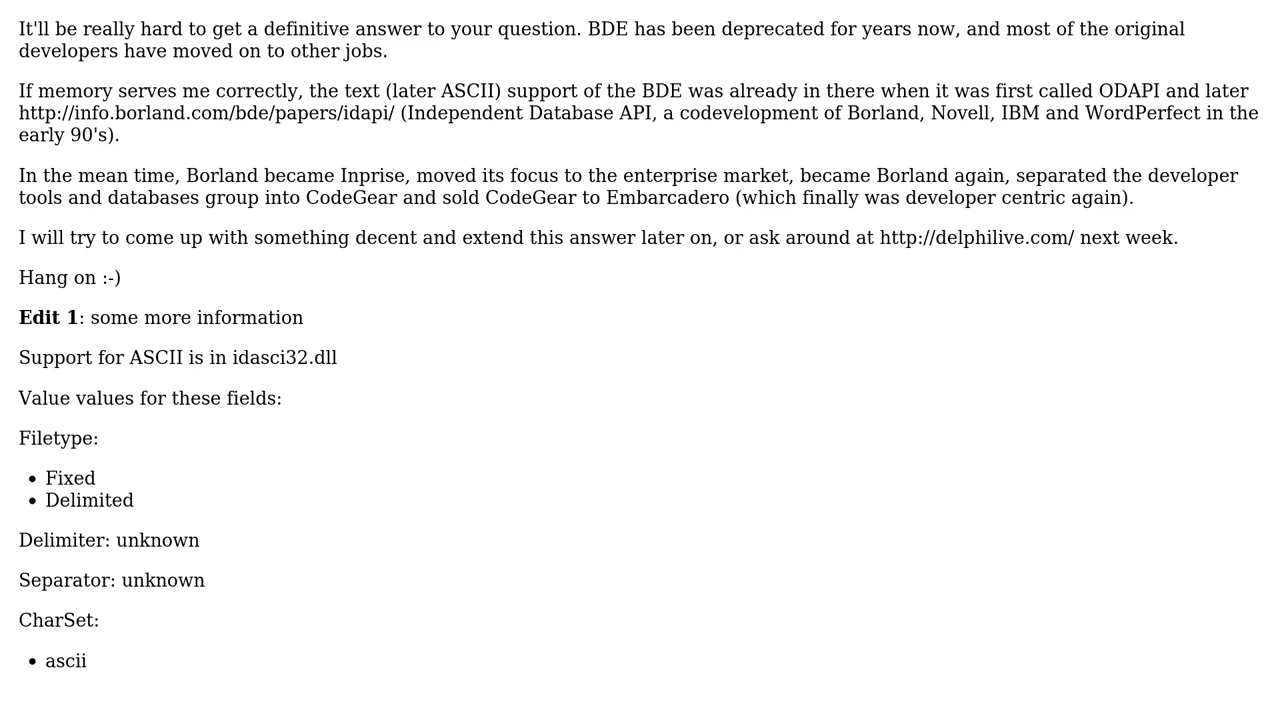 It'll be really hard to get a definitive answer to your question. BDE has been deprecated for years now, and most of the original
developers have moved on to other jobs.
If memory serves me correctly, the text (later ASCII) support of the BDE was already in there when it was first called ODAPI and later
http://info.borland.com/bde/papers/idapi/ (Independent Database API, a codevelopment of Borland, Novell, IBM and WordPerfect in the
early 90's).
In the mean time, Borland became Inprise, moved its focus to the enterprise market, became Borland again, separated the developer
tools and databases group into CodeGear and sold CodeGear to Embarcadero (which finally was developer centric again).
I will try to come up with something decent and extend this answer later on, or ask around at http://delphilive.com/ next week.
Hang on :-)
Edit 1: some more information
Support for ASCII is in idasci32.dll
Value values for these fields:
Filetype:
• Fixed
• Delimited
Delimiter: unknown
Separator: unknown
CharSet:
• ascii